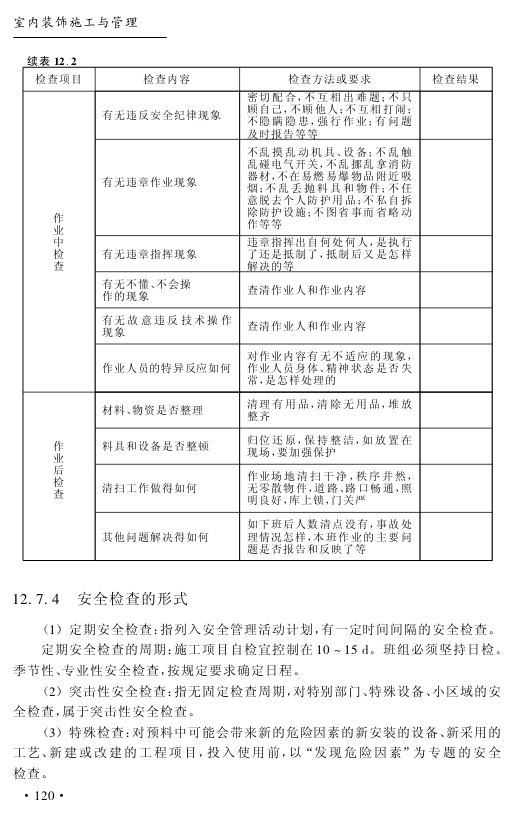 室内装饰施工与管理
续表 12.2
检查项目 检查内容 检查方法或要求 检查结果
作
业
中
检
查
有无违反安全纪律现象
密切配合,不互相出难题;不只
顾自己,不顾他人;不互相打闹;
不隐瞒隐患,强行作业;有问题
及时报告等等
有无违章作业现象
不乱摸乱动机具、设备;不乱触
乱碰电气开关,不乱挪乱拿消防
器材,不在易燃易爆物品附近吸
烟;不乱丢抛料具和物件;不任
意脱去个人防护用品;不私自拆
除防护设施;不图省事而省略动
作等等
有无违章指挥现象
违章指挥出自何处何人,是执行
了还是抵制了,抵制后又是怎样
解决的等
有无不懂、不会操
作的现象
查清作业人和作业内容
有无故意违反技术操作
现象
查清作业人和作业内容
作业人员的特异反应如何
对作业内容有无不适应的现象,
作业人员身体、精神状态是否失
常,是怎样处理的
作
业
后
检
查
材料、物资是否整理
清理有用品,清除无用品,堆放
整齐
料具和设备是否整顿
归位还原,保持整洁,如放置在
现场,要加强保护
清扫工作做得如何
作业场地清扫干净,秩序井然,
无零散物件,道路、路口畅通,照
明良好,库上锁,门关严
其他问题解决得如何
如下班后人数清点没有,事故处
理情况怎样,本班作业的主要问
题是否报告和反映了等
12.7.4 安全检查的形式
(1) 定期安全检查:指列入安全管理活动计划,有一定时间间隔的安全检查。
定期安全检查的周期:施工项目自检宜控制在 10 ~ 15 d。班组必须坚持日检。
季节性、专业性安全检查,按规定要求确定日程。
(2) 突击性安全检查:指无固定检查周期,对特别部门、特殊设备、小区域的安
全检查,属于突击性安全检查。
(3) 特殊检查:对预料中可能会带来新的危险因素的新安装的设备、新采用的
工艺、新建或改建的工程项目,投入使用前,以“发现危险因素”为专题的安全
检查。
· 120 ·